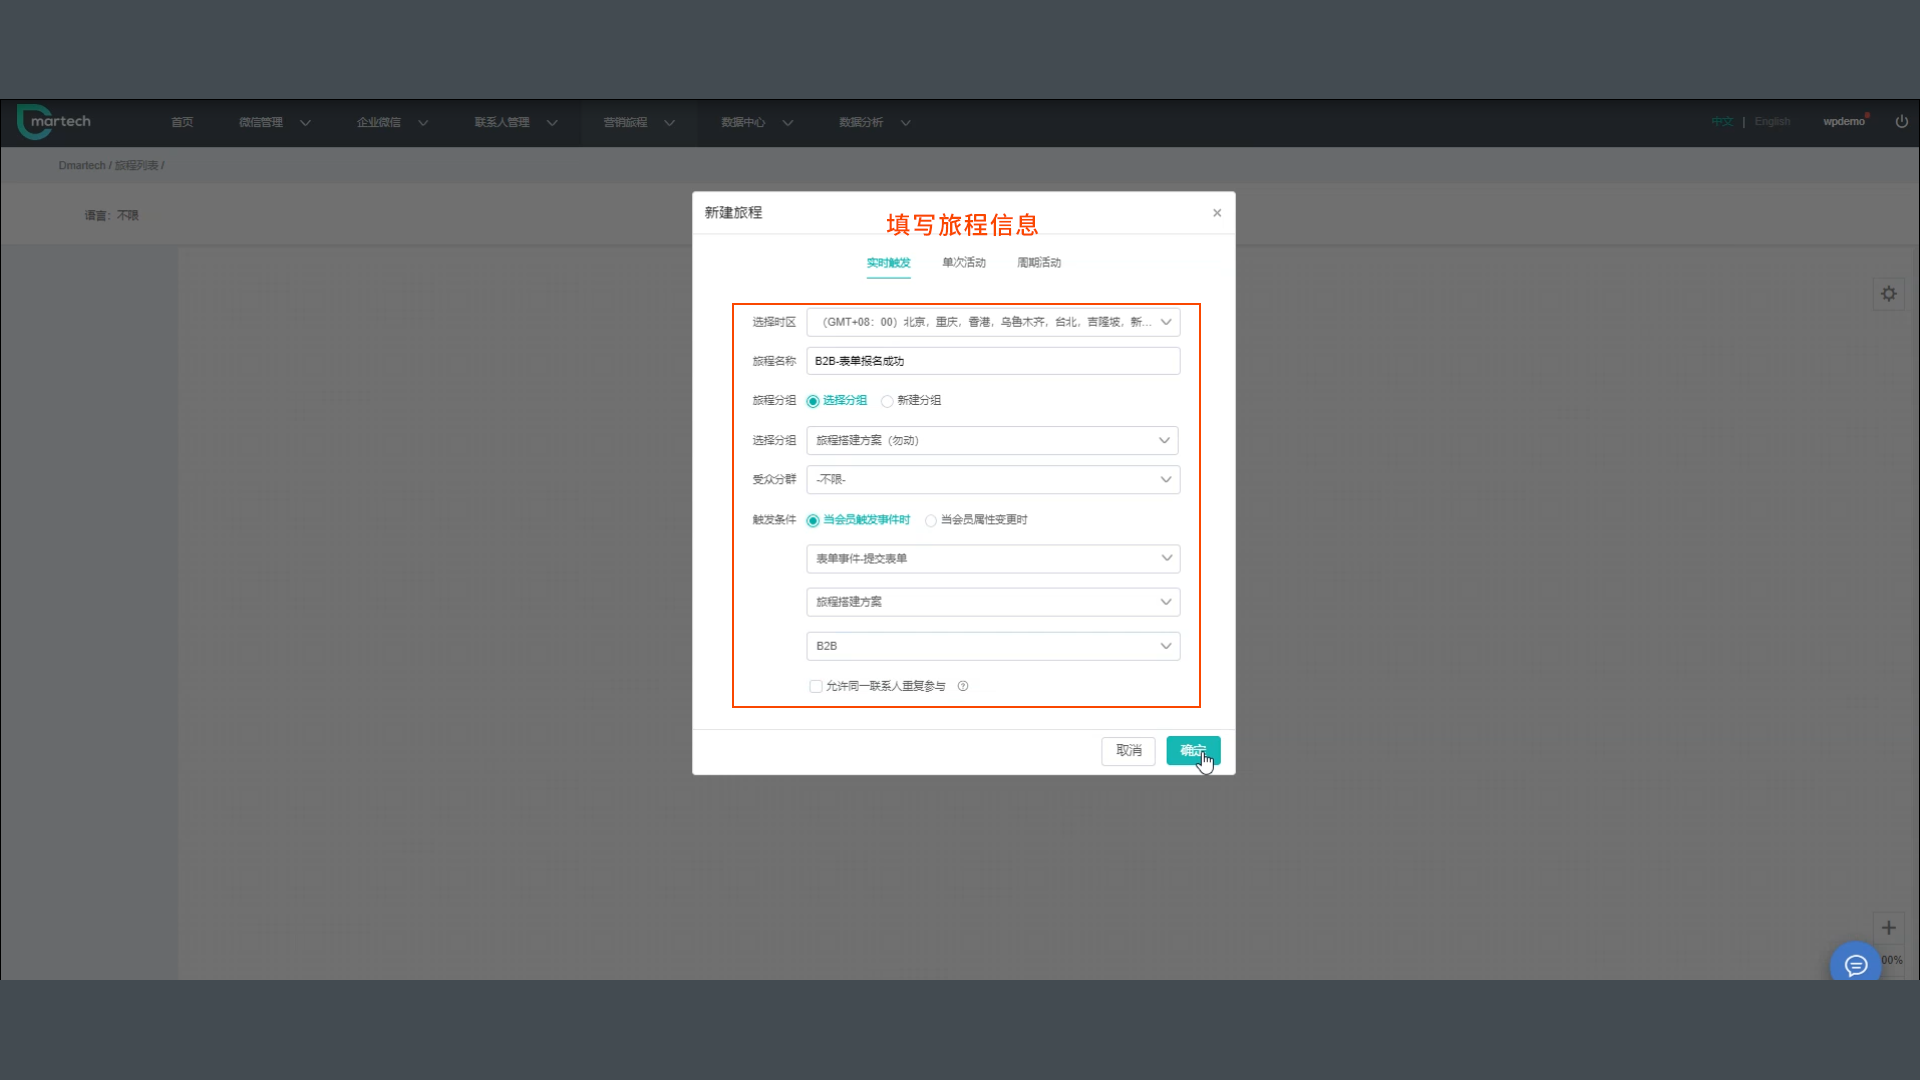 martech
首页
微信管理
企业微信
联系人管理
营销旅程
数据中心
数据分析
中文 | English
wpdemo
Dmartech / 旅程列表 /
语言：不限
新建旅程
×
填写旅程信息
实时触发
单次活动
周期活动
选择时区 （GMT+08：00）北京，重庆，香港，乌鲁木齐，台北，吉隆坡，新...
旅程名称 B2B-表单报名成功
旅程分组 选择分组 新建分组
选择分组 旅程搭建方案（勿动）
受众分群 -不限-
触发条件 当会员触发事件时 当会员属性变更时
表单事件-提交表单
旅程搭建方案
B2B
允许同一联系人重复参与
取消
确定
00%